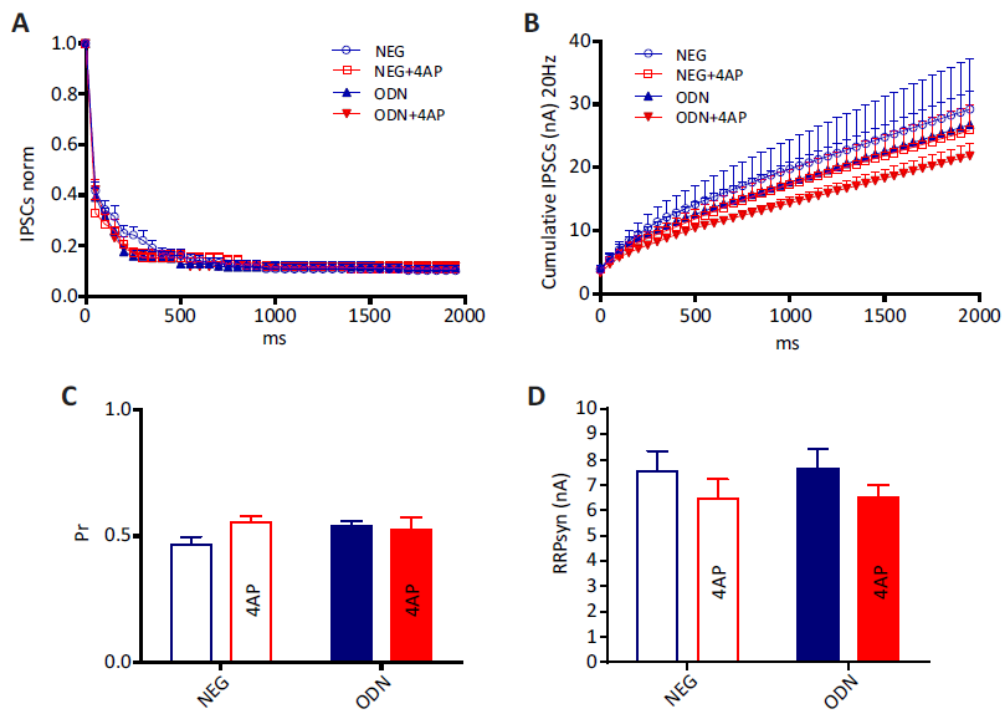 A
IPSCs norm
1.0
0.8
0.6
0.4
0.2
0.0
0
500
1000
1500
2000
ms
NEG
NEG+4AP
ODN
ODN+4AP
B
Cumulative IPSCs (nA) 20Hz
40
30
20
10
0
0
500
1000
1500
2000
ms
NEG
NEG+4AP
ODN
ODN+4AP
C
Pr
1.0
0.5
0.0
4AP
4AP
NEG
ODN
D
RRPsyn (nA)
10
9
8
7
6
5
4
3
2
1
0
4AP
4AP
NEG
ODN